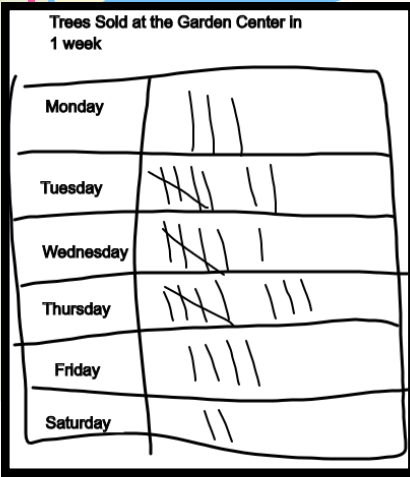 Trees Sold at the Garden Center in
1 week
Monday
Tuesday
Wednesday
Thursday
Friday
Saturday